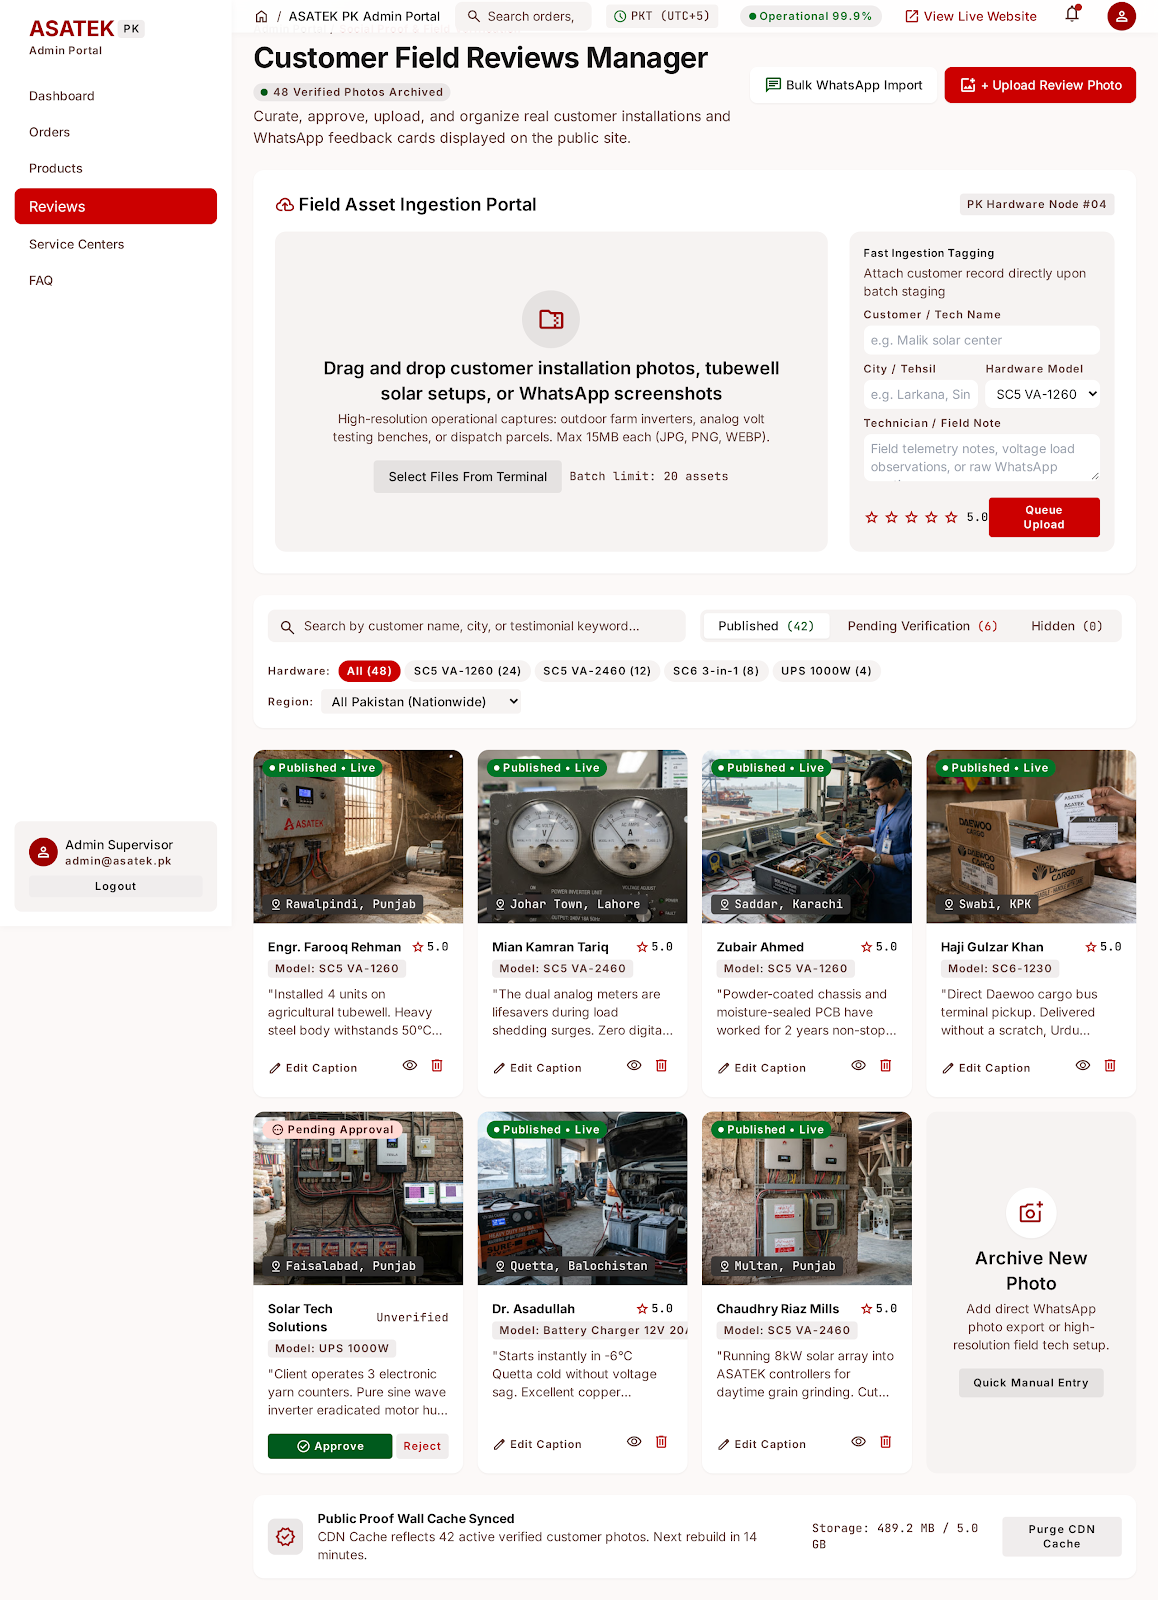 ASATEK PK
Admin Portal
Dashboard
Orders
Products
Reviews
Service Centers
FAQ
Admin Supervisor
admin@asatek.pk
Logout
/ ASATEK PK Admin Portal
Search orders,
PKT (UTC+5)
Operational 99.9%
View Live Website
Customer Field Reviews Manager
48 Verified Photos Archived
Curate, approve, upload, and organize real customer installations and
WhatsApp feedback cards displayed on the public site.
Bulk WhatsApp Import
+ Upload Review Photo
Field Asset Ingestion Portal
PK Hardware Node #04
Drag and drop customer installation photos, tubewell
solar setups, or WhatsApp screenshots
High-resolution operational captures: outdoor farm inverters, analog volt
testing benches, or dispatch parcels. Max 15MB each (JPG, PNG, WEBP).
Select Files From Terminal
Batch limit: 20 assets
Fast Ingestion Tagging
Attach customer record directly upon
batch staging
Customer / Tech Name
e.g. Malik solar center
City / Tehsil
Hardware Model
e.g. Larkana, Sin
SC5 VA-1260
Technician / Field Note
Field telemetry notes, voltage load
observations, or raw WhatsApp
5.0
Queue
Upload
Search by customer name, city, or testimonial keyword...
Published (42)
Pending Verification (6)
Hidden (0)
Hardware:
All (48)
SC5 VA-1260 (24)
SC5 VA-2460 (12)
SC6 3-in-1 (8)
UPS 1000W (4)
Region:
All Pakistan (Nationwide)
Published • Live
ASATEK
Rawalpindi, Punjab
Engr. Farooq Rehman
5.0
Model: SC5 VA-1260
"Installed 4 units on
agricultural tubewell. Heavy
steel body withstands 50°C...
Edit Caption
Published • Live
V
A
POWER INVERTER UNIT
VOLTAGE ADJUST
Johar Town, Lahore
Mian Kamran Tariq
5.0
Model: SC5 VA-2460
"The dual analog meters are
lifesavers during load
shedding surges. Zero digita...
Edit Caption
Published • Live
Saddar, Karachi
Zubair Ahmed
5.0
Model: SC5 VA-1260
"Powder-coated chassis and
moisture-sealed PCB have
worked for 2 years non-stop...
Edit Caption
Published • Live
ASATEK
DAEWOO
CARGO
DAEWOO
CARGO
Swabi, KPK
Haji Gulzar Khan
5.0
Model: SC6-1230
"Direct Daewoo cargo bus
terminal pickup. Delivered
without a scratch, Urdu...
Edit Caption
Pending Approval
Faisalabad, Punjab
Solar Tech
Solutions
Unverified
Model: UPS 1000W
"Client operates 3 electronic
yarn counters. Pure sine wave
inverter eradicated motor hu...
Approve
Reject
Published • Live
Quetta, Balochistan
Dr. Asadullah
5.0
Model: Battery Charger 12V 20A
"Starts instantly in -6°C
Quetta cold without voltage
sag. Excellent copper...
Edit Caption
Published • Live
Multan, Punjab
Chaudhry Riaz Mills
5.0
Model: SC5 VA-2460
"Running 8kW solar array into
ASATEK controllers for
daytime grain grinding. Cut...
Edit Caption
Archive New
Photo
Add direct WhatsApp
photo export or high-
resolution field tech setup.
Quick Manual Entry
Public Proof Wall Cache Synced
CDN Cache reflects 42 active verified customer photos. Next rebuild in 14
minutes.
Storage: 489.2 MB / 5.0
GB
Purge CDN
Cache